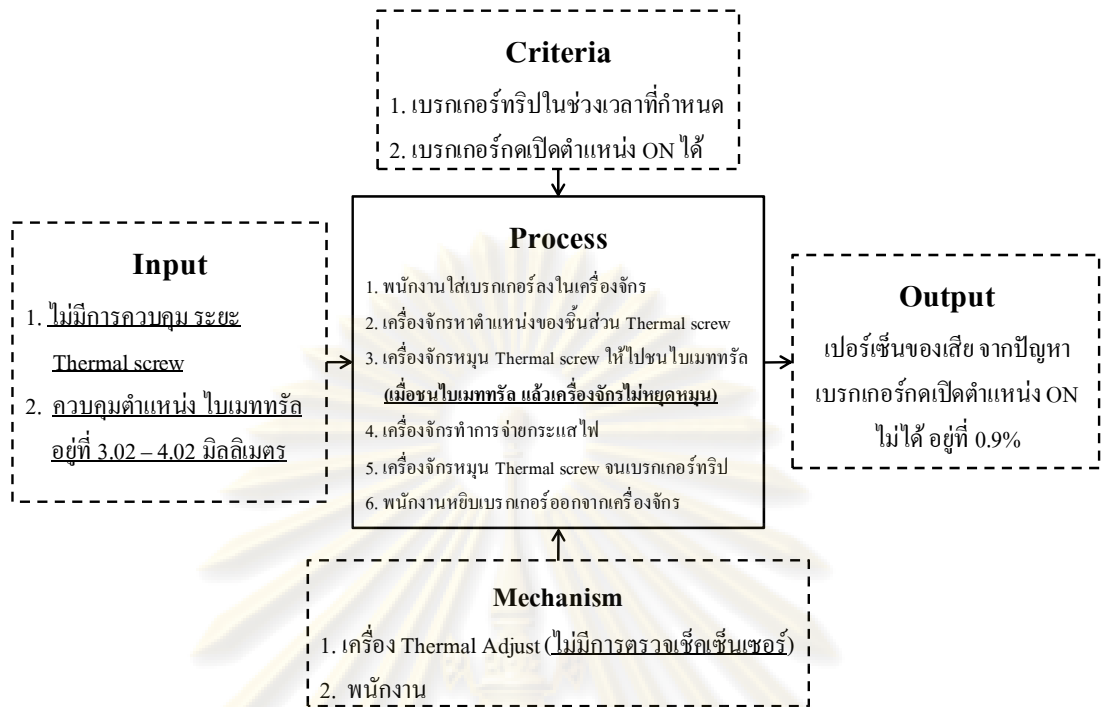 Criteria
1. เบรกเกอร์ทริปในช่วงเวลาที่กำหนด
2. เบรกเกอร์กดเปิดตำแหน่ง ON ได้
Input
1. ไม่มีการควบคุม ระยะ
Thermal screw
2. ควบคุมตำแหน่ง ไบเมททรัล
อยู่ที่ 3.02 – 4.02 มิลลิเมตร
Process
1. พนักงานใส่เบรกเกอร์ลงในเครื่องจักร
2. เครื่องจักรหาตำแหน่งของชิ้นส่วน Thermal screw
3. เครื่องจักรหมุน Thermal screw ให้ไปชนไบเมททรัล
(เมื่อชนไบเมททรัล แล้วเครื่องจักรไม่หยุดหมุน)
4. เครื่องจักรทำการจ่ายกระแสไฟ
5. เครื่องจักรหมุน Thermal screw จนเบรกเกอร์ทริป
6. พนักงานหยิบเบรกเกอร์ออกจากเครื่องจักร
Output
เปอร์เซ็นของเสีย จากปัญหา
เบรกเกอร์กดเปิดตำแหน่ง ON
ไม่ได้ อยู่ที่ 0.9%
Mechanism
1. เครื่อง Thermal Adjust (ไม่มีการตรวจเช็คเซ็นเซอร์)
2. พนักงาน